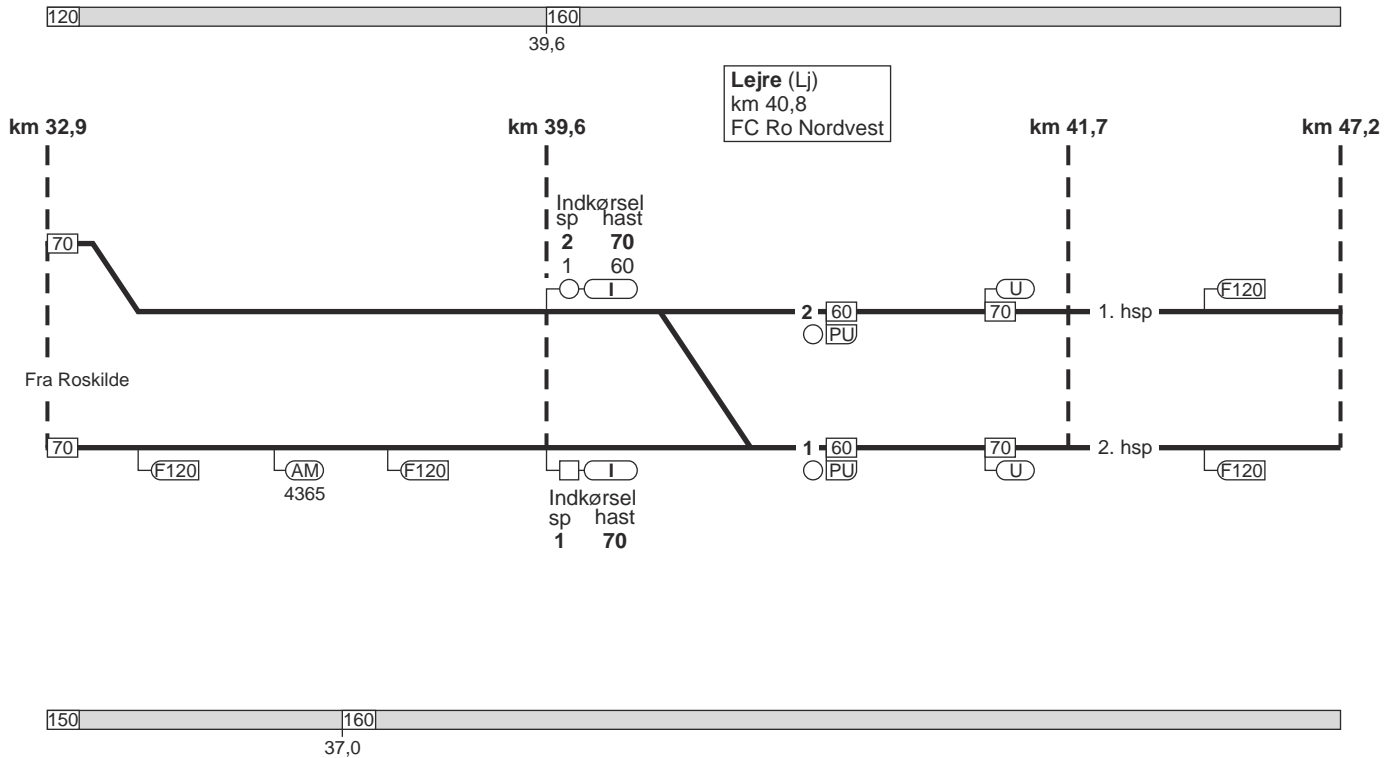 120 160
39,6
Lejre (Lj)
km 40,8
FC Ro Nordvest
km 32,9 km 39,6 km 41,7 km 47,2
Indkørsel
sp hast
2 70
1 60
70
I U F120
2 60 70 1. hsp
PU
Fra Roskilde
70 1 60 70 2. hsp
F120 AM F120 I PU U F120
4365
Indkørsel
sp hast
1 70
150 160
37,0